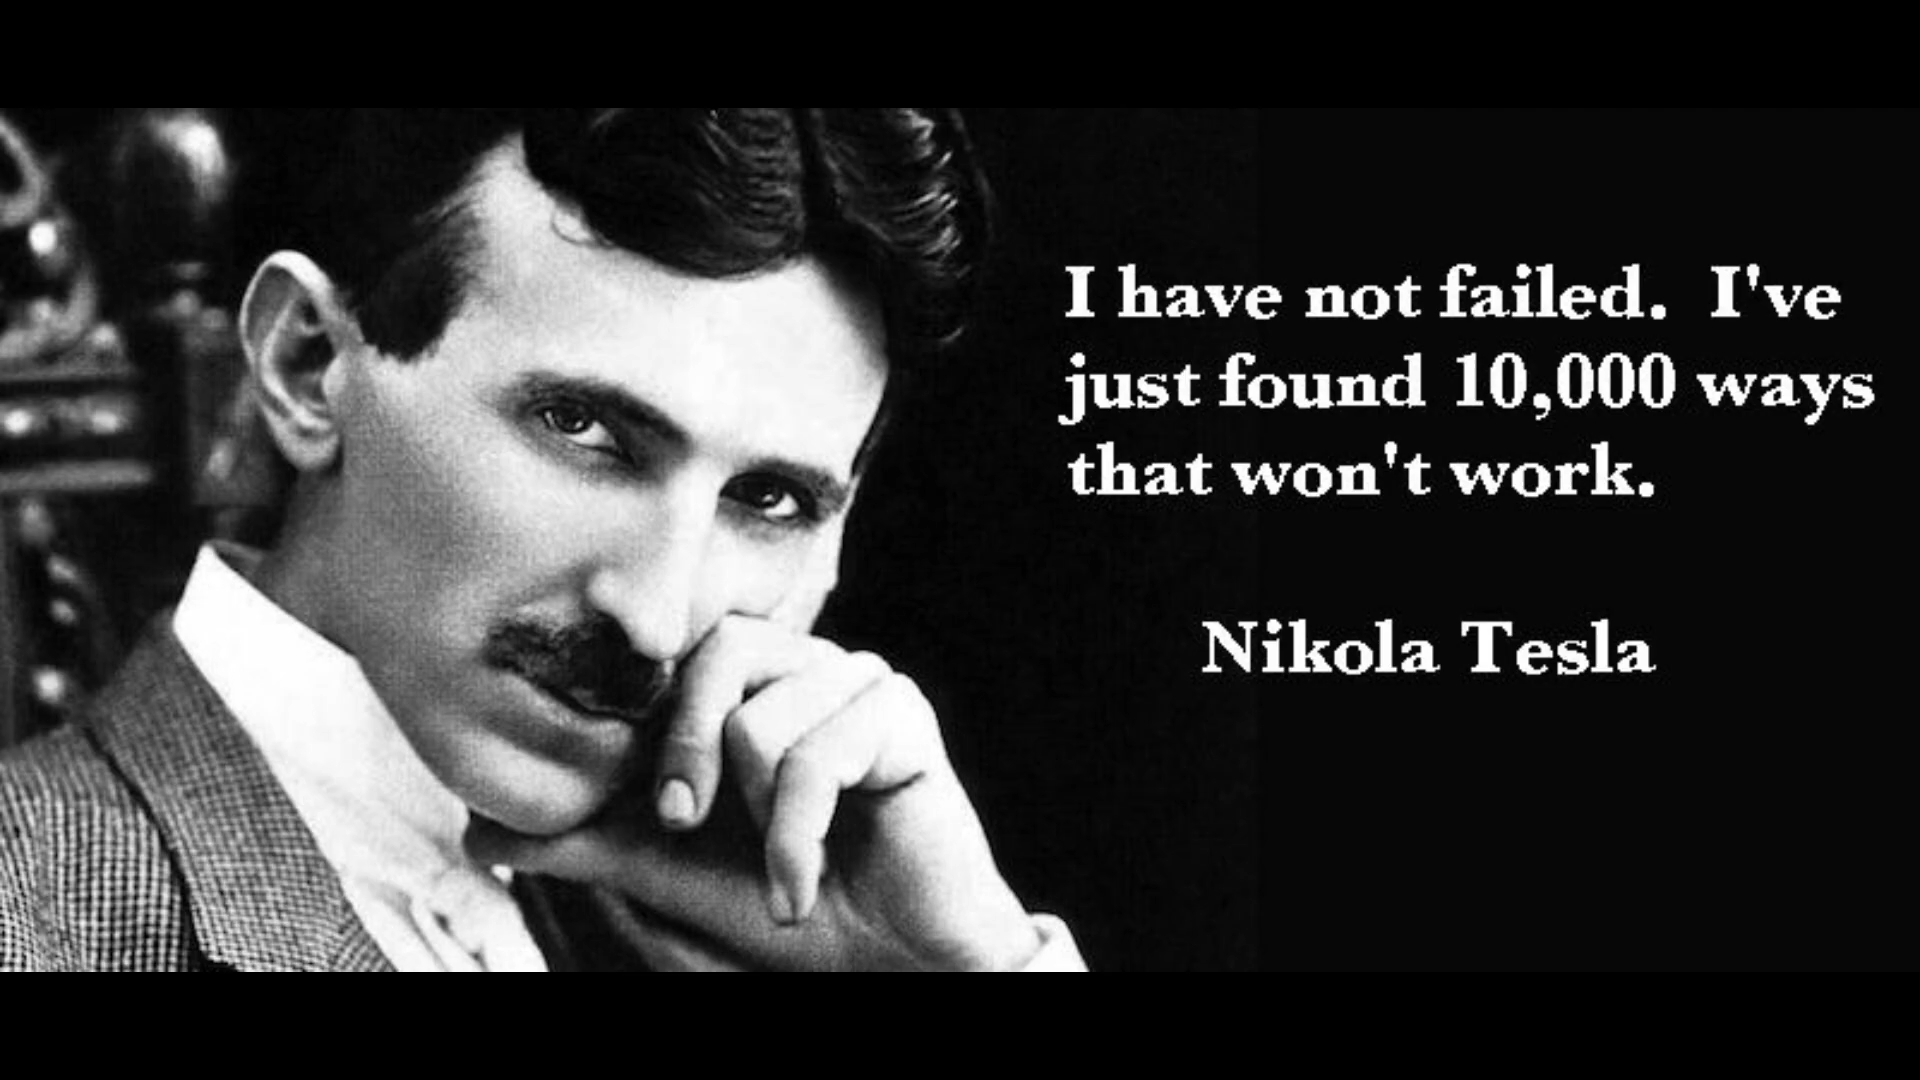 I have not failed.  I've
just found 10,000 ways
that won't work.
Nikola Tesla